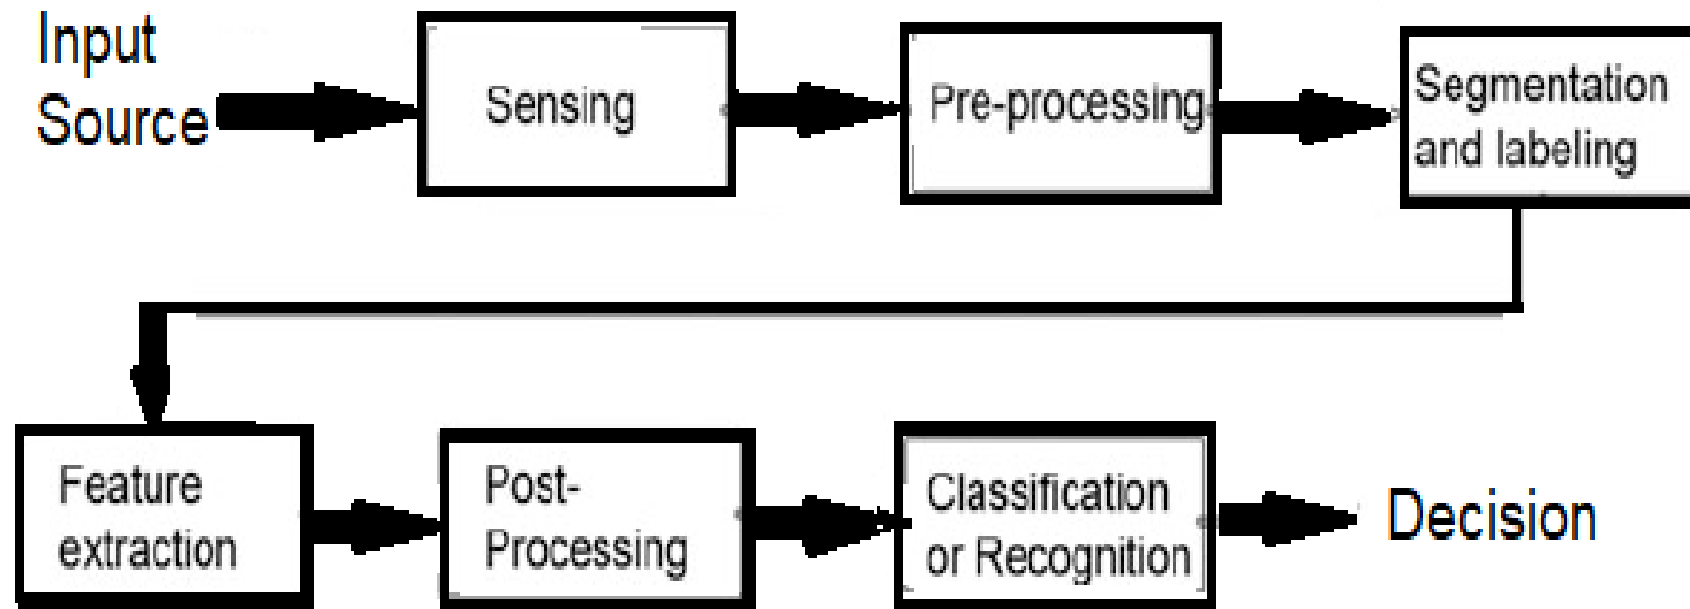 Input
Source
Sensing
Pre-processing
Segmentation
and labeling
Feature
extraction
Post-
Processing
Classification
or Recognition
Decision